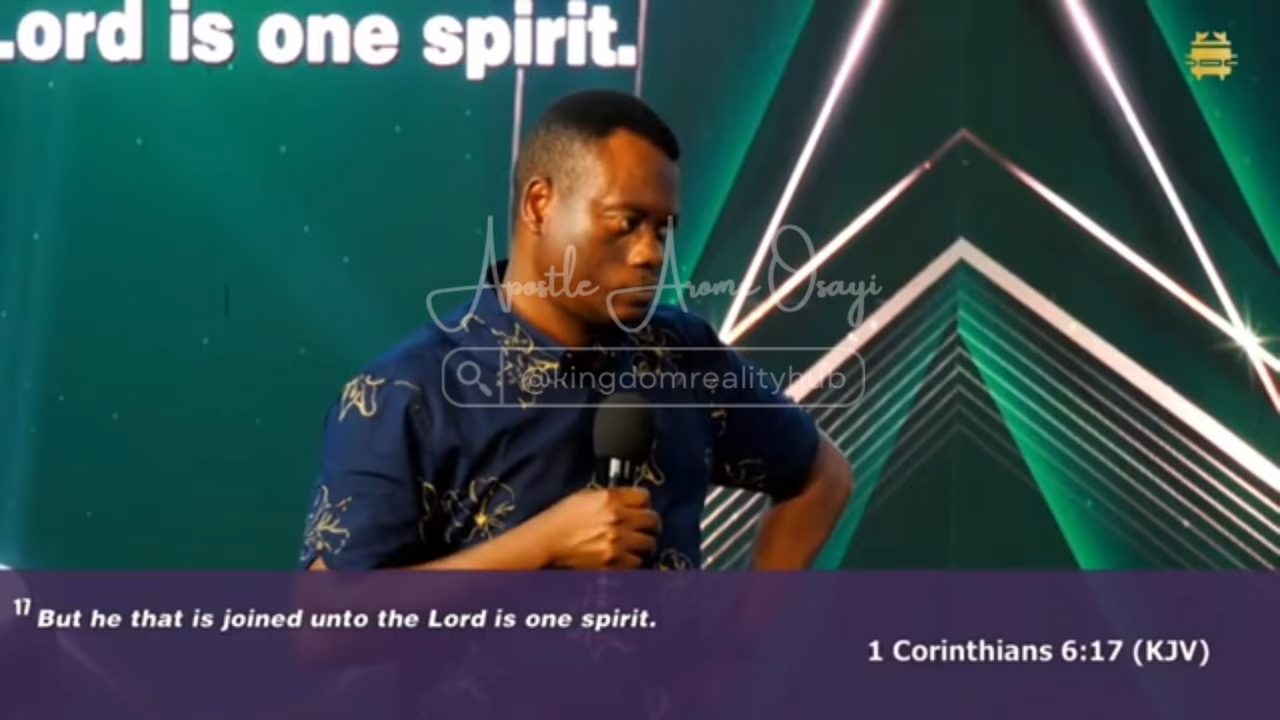 .ord is one spirit.
Apostle Arome Osayi
@kingdomrealityhub
17 But he that is joined unto the Lord is one spirit.
1 Corinthians 6:17 (KJV)